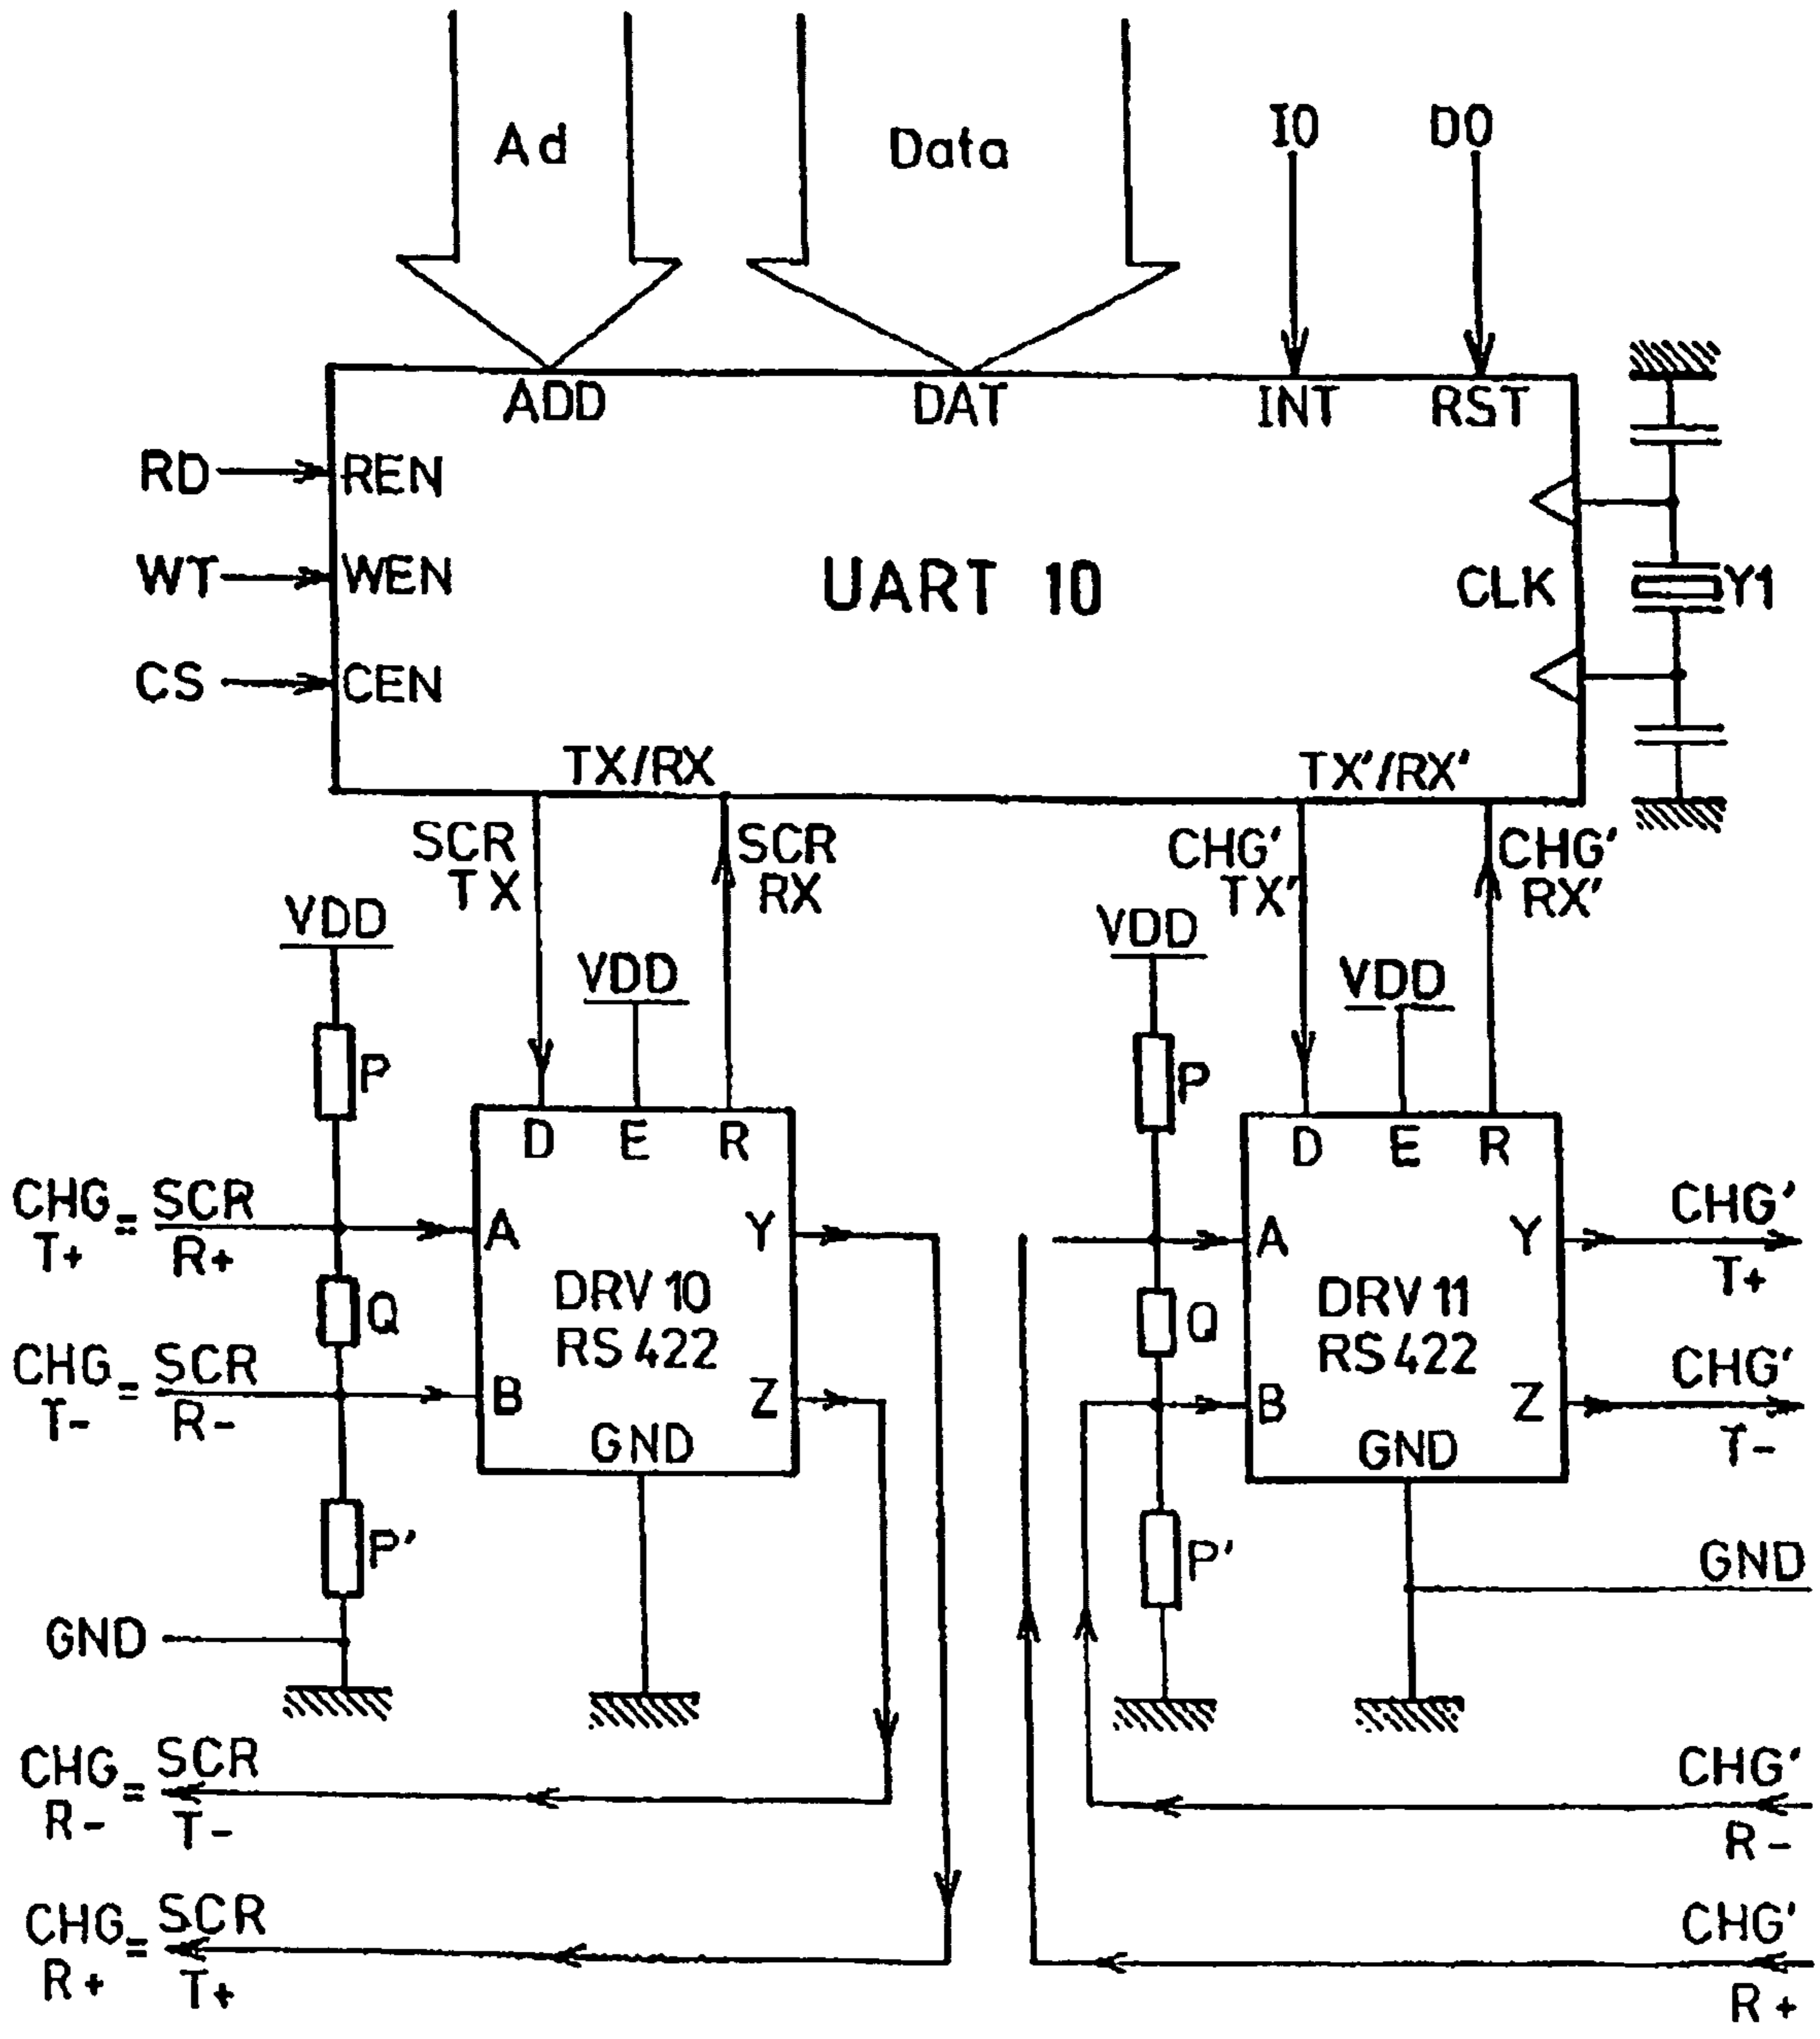 Ad
Data
I0
D0
ADD
DAT
INT
RST
RD
REN
WT
WEN
CS
CEN
UART 10
CLK
Y1
TX/RX
TX'/RX'
SCR
TX
SCR
RX
CHG'
TX'
CHG'
RX'
VDD
VDD
VDD
VDD
P
P
D
E
R
D
E
R
CHG = SCR
T+ R+
A
Y
A
Y
CHG'
T+
Q
DRV 10
RS 422
Q
DRV 11
RS 422
CHG = SCR
T- R-
B
Z
B
Z
CHG'
T-
GND
GND
P'
P'
GND
GND
CHG = SCR
R- T-
CHG'
R-
CHG = SCR
R+ T+
CHG'
R+